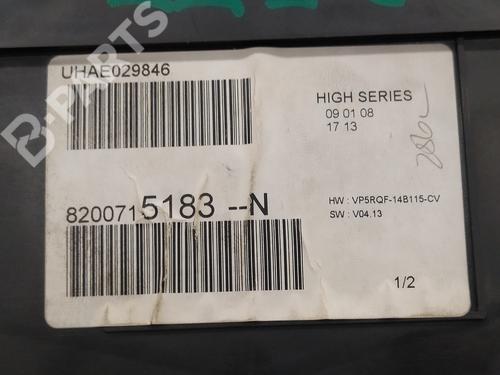 UHAE029846
HIGH SERIES
09 01 08
17 13
8200715183 --N
HW : VP5RQF-14B115-CV
SW : V04.13
1/2
B-PARTS